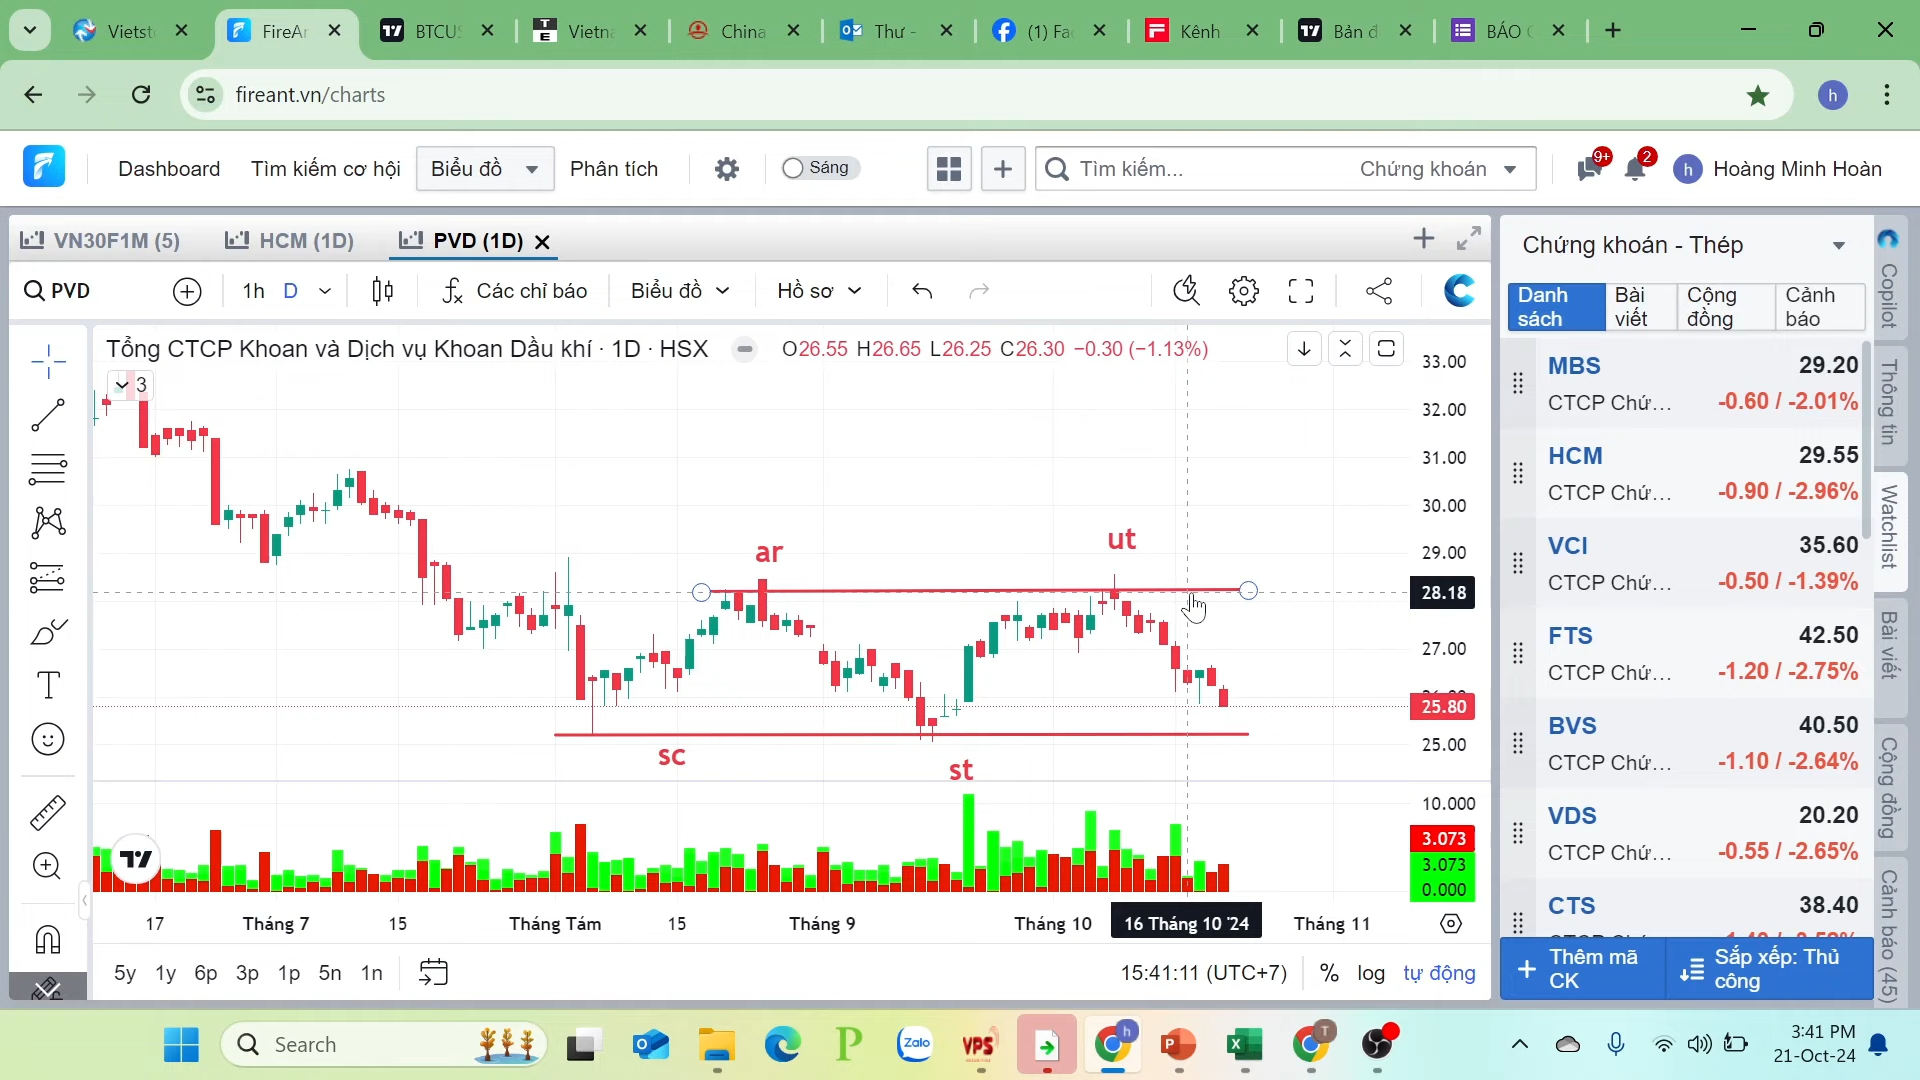 Vietst
FireAr
BTCUS
Vietna
China
Thư -
(1) Fa
Kênh
Bản đ
BÁO C
fireant.vn/charts
h
Dashboard
Tìm kiếm cơ hội
Biểu đồ
Phân tích
Sáng
Tìm kiếm...
Chứng khoán
9+
2
h
Hoàng Minh Hoàn
VN30F1M (5)
HCM (1D)
PVD (1D)
PVD
1h
D
Các chỉ báo
Biểu đồ
Hồ sơ
Tổng CTCP Khoan và Dịch vụ Khoan Dầu khí · 1D · HSX
O26.55 H26.65 L26.25 C26.30 −0.30 (−1.13%)
3
33.00
32.00
31.00
30.00
29.00
28.18
27.00
25.80
25.00
ar
ut
sc
st
10.000
3.073
3.073
0.000
17
Tháng 7
15
Tháng Tám
15
Tháng 9
Tháng 10
16 Tháng 10 '24
Tháng 11
5y 1y 6p 3p 1p 5n 1n
15:41:11 (UTC+7)
%
log
tự động
Chứng khoán - Thép
Danh sách
Bài viết
Cộng đồng
Cảnh báo
MBS 29.20
CTCP Chứ... -0.60 / -2.01%
HCM 29.55
CTCP Chứ... -0.90 / -2.96%
VCI 35.60
CTCP Chứ... -0.50 / -1.39%
FTS 42.50
CTCP Chứ... -1.20 / -2.75%
BVS 40.50
CTCP Chứ... -1.10 / -2.64%
VDS 20.20
CTCP Chứ... -0.55 / -2.65%
CTS 38.40
Thêm mã CK
Sắp xếp: Thủ công
Copilot
Thông tin
Watchlist
Bài viết
Cộng đồng
Cảnh báo (45)
Search
Zalo
VPS
h
T
3:41 PM
21-Oct-24